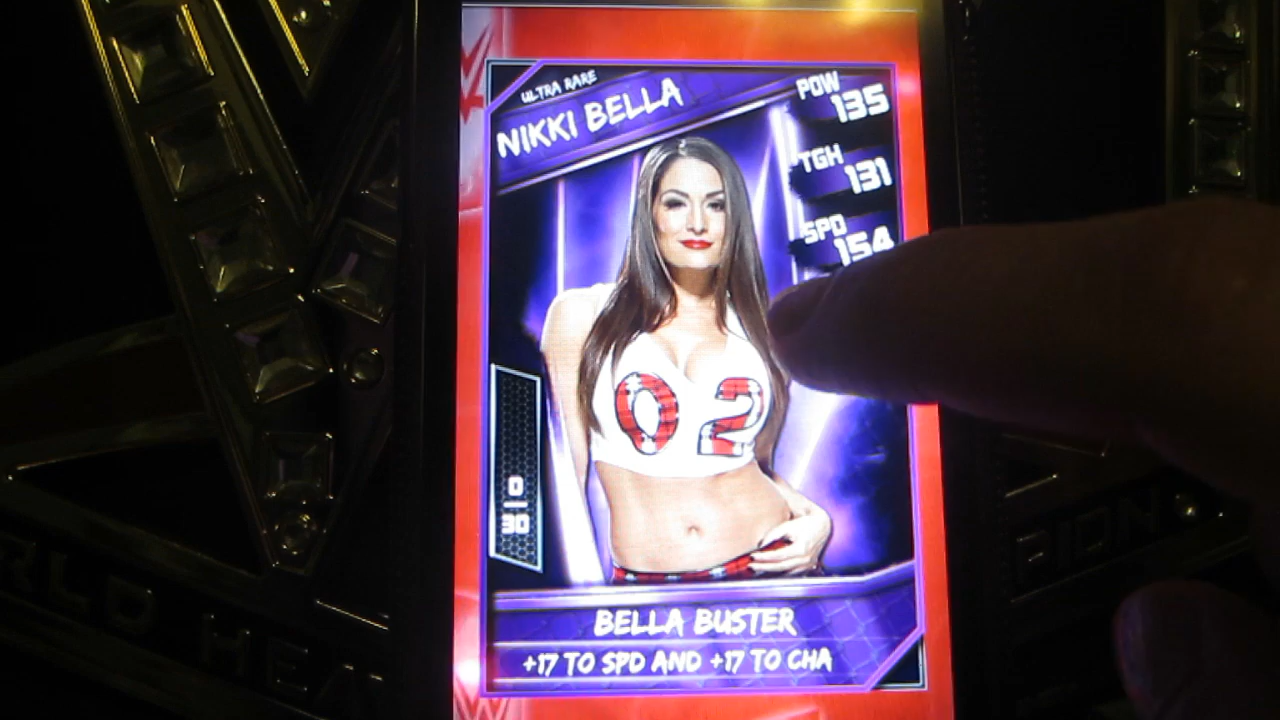 ULTRA RARE
NIKKI BELLA
POW
135
TGH
131
SPD
154
02
0
30
BELLA BUSTER
+17 TO SPD AND +17 TO CHA